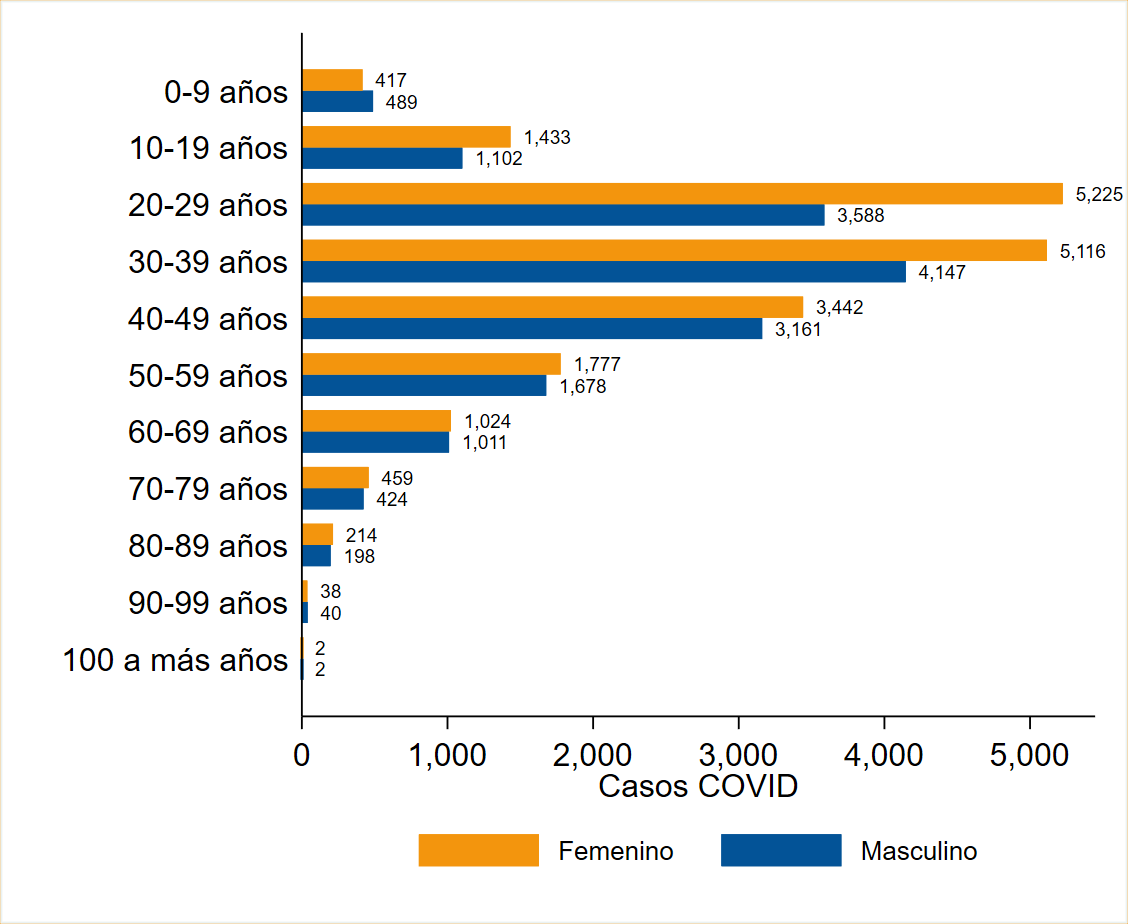 417
0-9 años
489
1,433
10-19 años
1,102
5,225
20-29 años
3,588
5,116
30-39 años
4,147
3,442
40-49 años
3,161
1,777
50-59 años
1,678
1,024
60-69 años
1,011
459
70-79 años
424
214
80-89 años
198
38
90-99 años
40
2
100 a más años
2
0 1,000 2,000 3,000 4,000 5,000
Casos COVID
Femenino Masculino